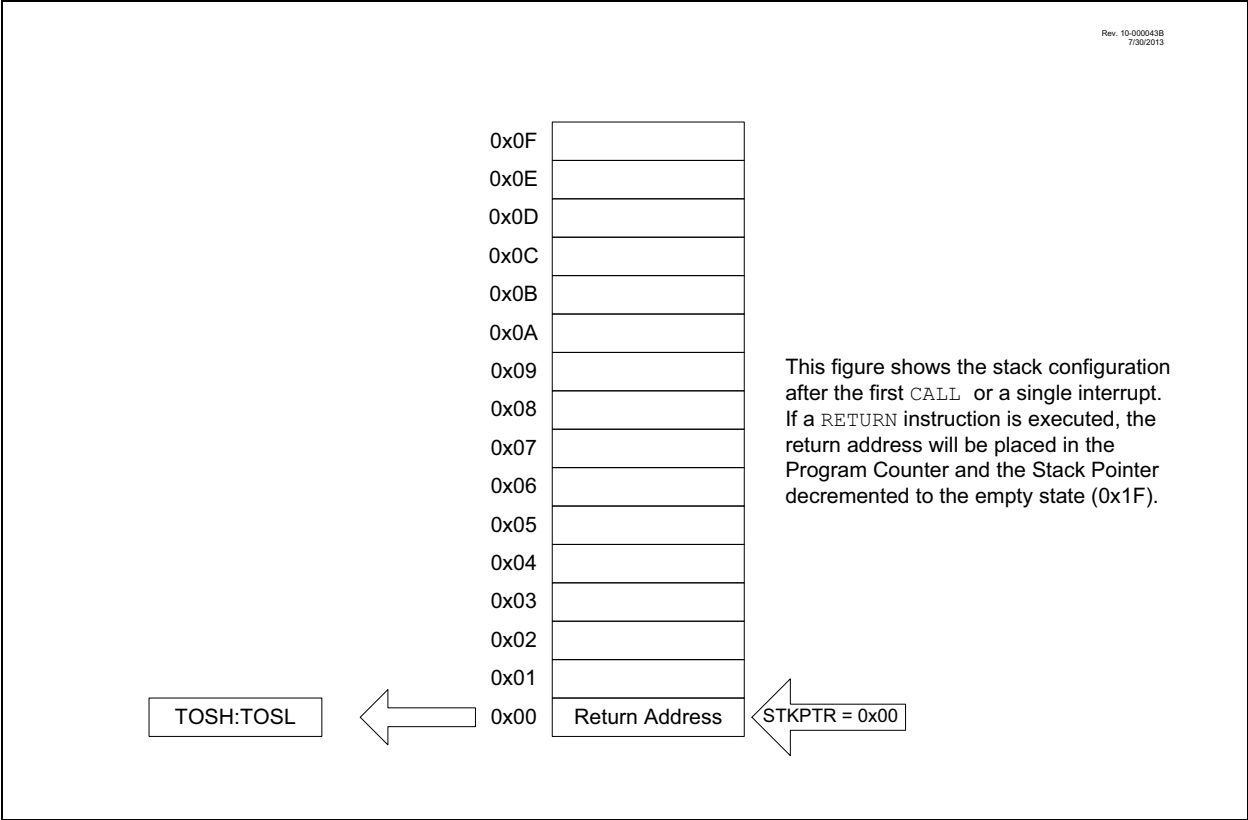 Rev. 10-000043B
7/30/2013
0x0F
0x0E
0x0D
0x0C
0x0B
0x0A
0x09
0x08
0x07
0x06
0x05
0x04
0x03
0x02
0x01
This figure shows the stack configuration
after the first CALL or a single interrupt.
If a RETURN instruction is executed, the
return address will be placed in the
Program Counter and the Stack Pointer
decremented to the empty state (0x1F).
TOSH:TOSL
0x00
Return Address
STKPTR = 0x00